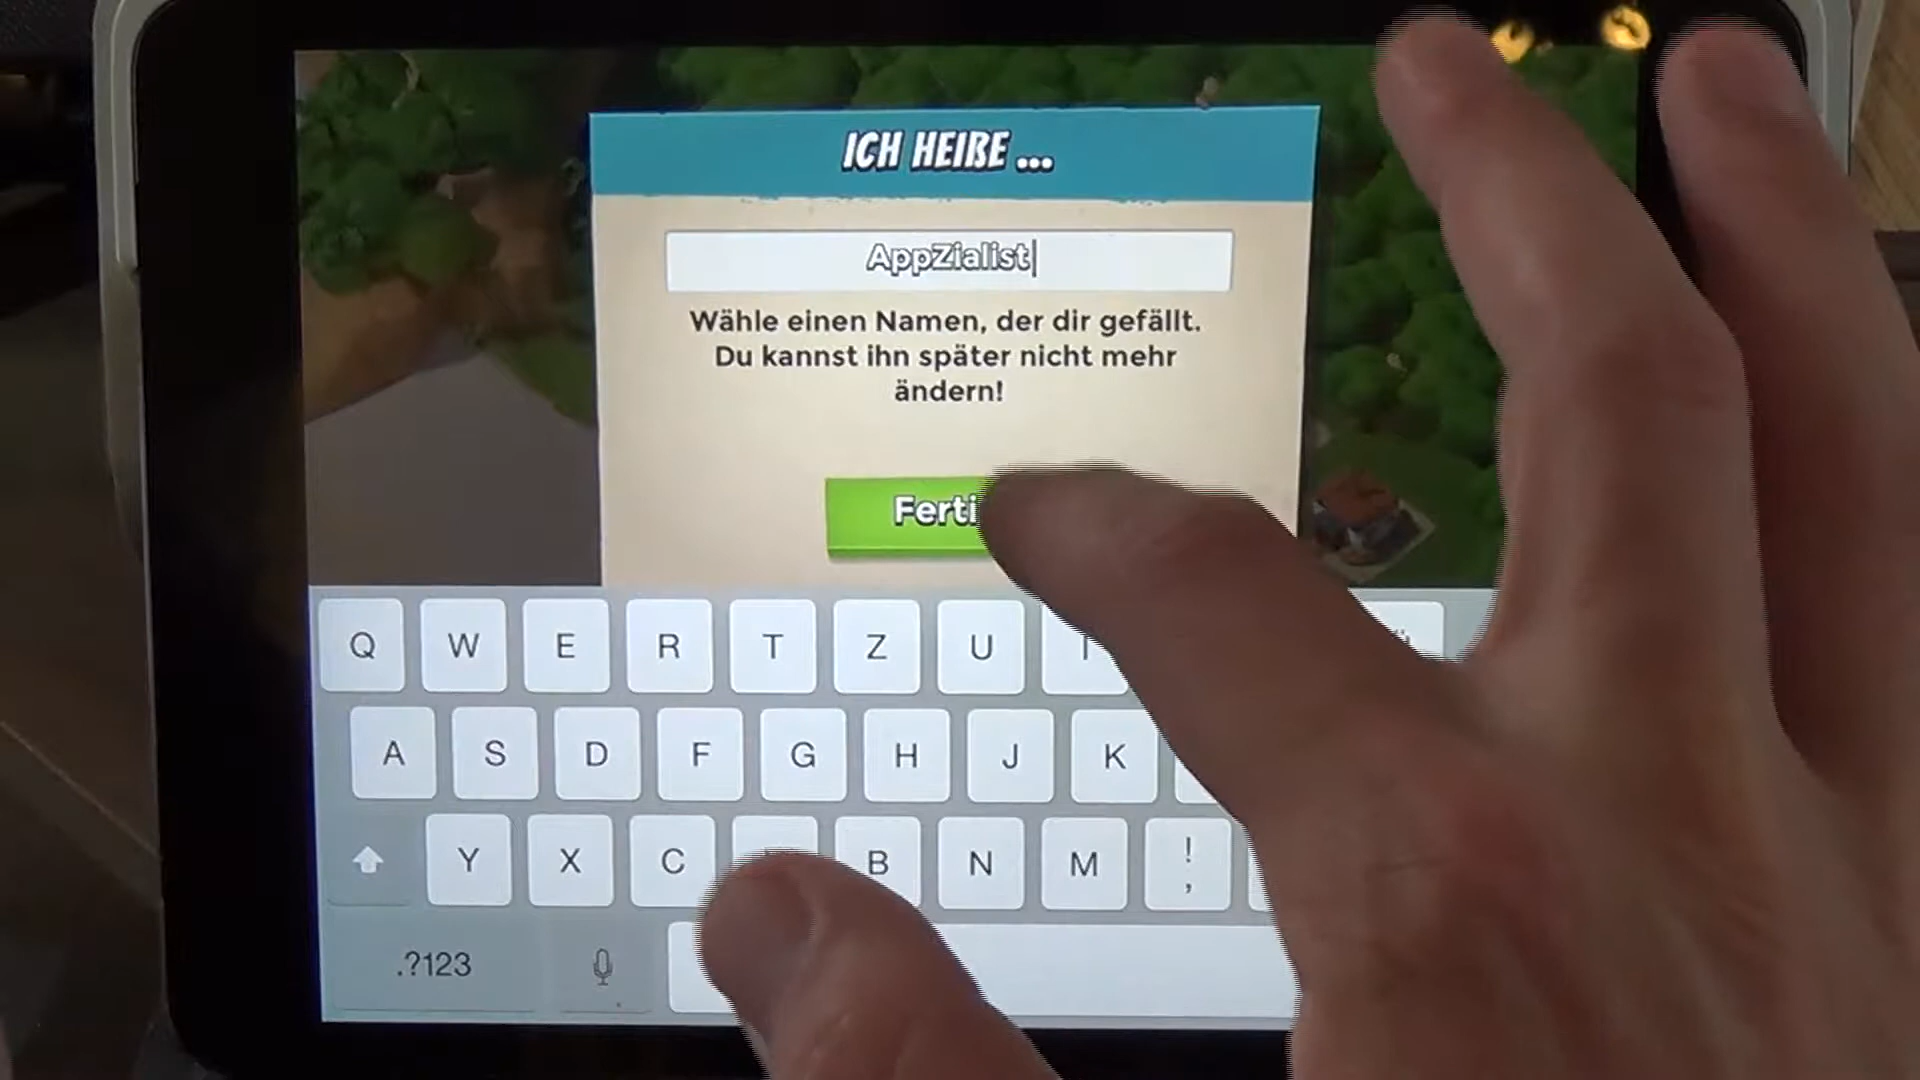 ICH HEIẞE ...
AppZialist
Wähle einen Namen, der dir gefällt.
Du kannst ihn später nicht mehr
ändern!
Ferti
Q W E R T Z U I Ü
A S D F G H J K
Y X C B N M ! ,
.?123